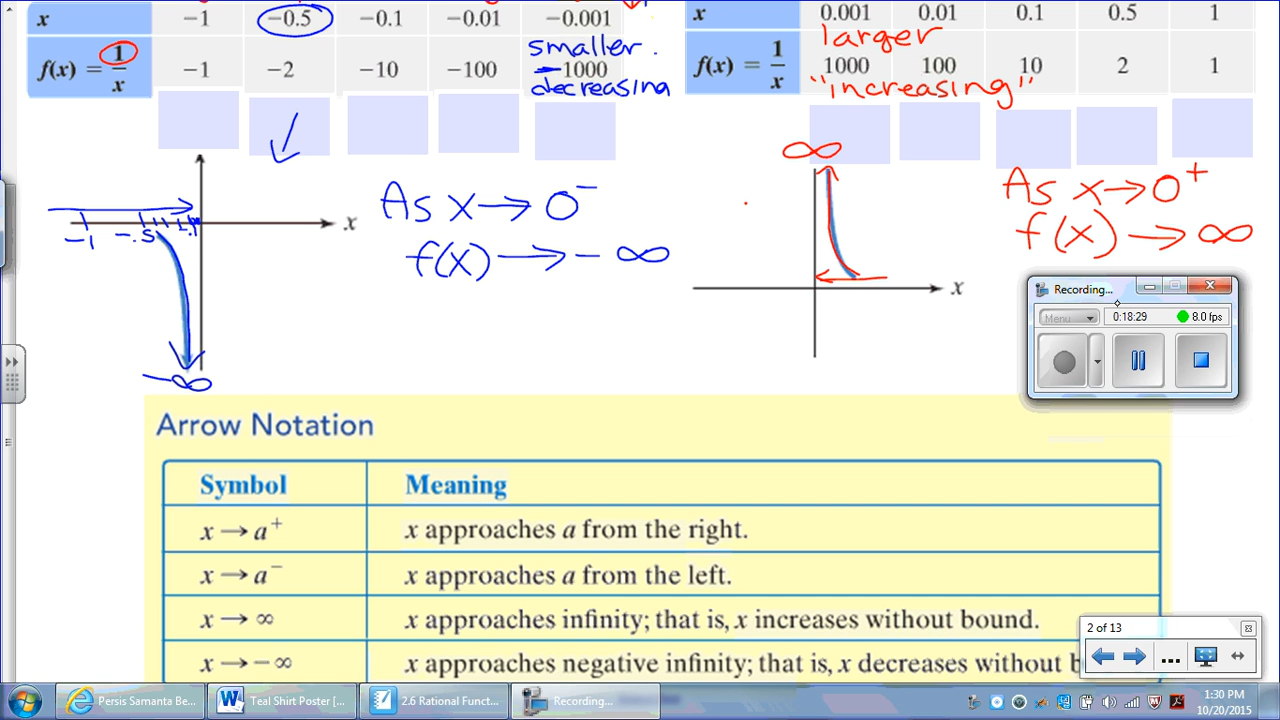 x −1 −0.5 −0.1 −0.01 −0.001
smaller.
f(x) = 1/x −1 −2 −10 −100 −1000
decreasing
x 0.001 0.01 0.1 0.5 1
larger
f(x) = 1/x 1000 100 10 2 1
"increasing"
x
−1 −.5 -.1
−∞
As x → 0⁻
f(x) → −∞
∞
x
As x → 0⁺
f(x) → ∞
Recording...
Menu 0:18:29 8.0 fps
Arrow Notation
Symbol Meaning
x → a⁺ x approaches a from the right.
x → a⁻ x approaches a from the left.
x → ∞ x approaches infinity; that is, x increases without bound.
x → −∞ x approaches negative infinity; that is, x decreases without b
2 of 13
Persis Samanta Be...
Teal Shirt Poster [...
2.6 Rational Funct...
Recording...
1:30 PM
10/20/2015